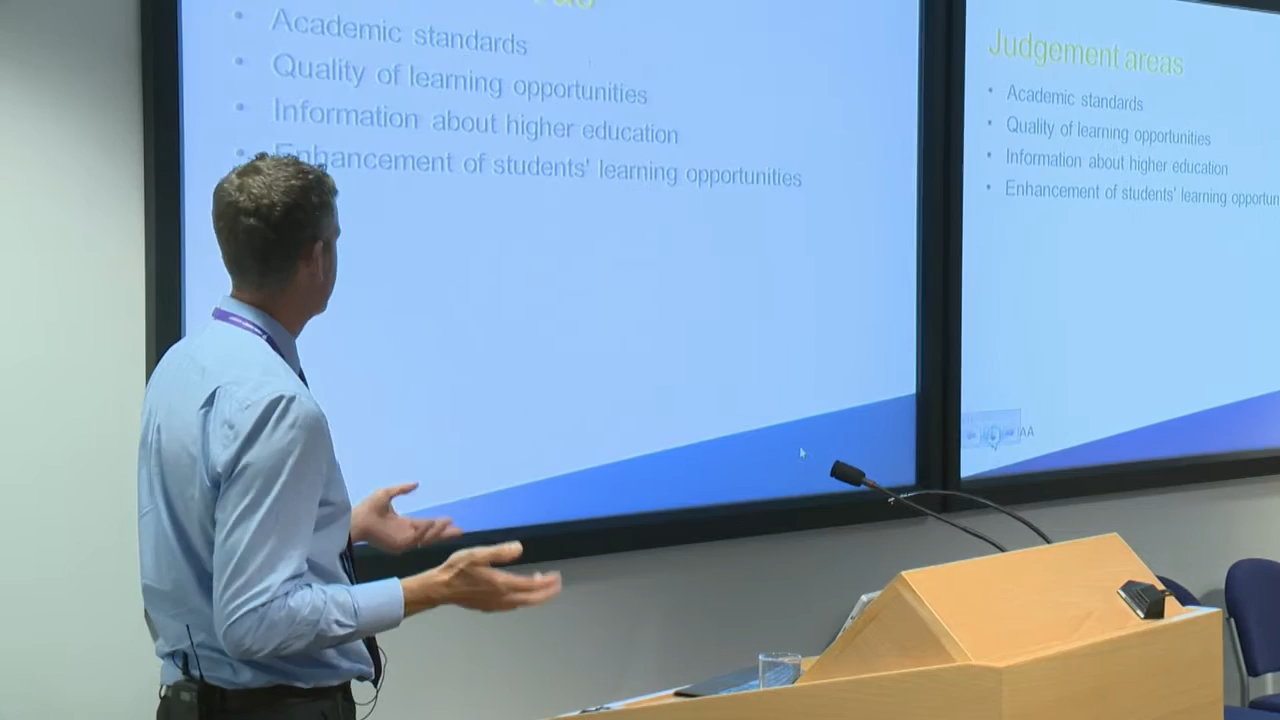 Academic standards
Quality of learning opportunities
Information about higher education
Enhancement of students' learning opportunities
Judgement areas
Academic standards
Quality of learning opportunities
Information about higher education
Enhancement of students' learning
AA